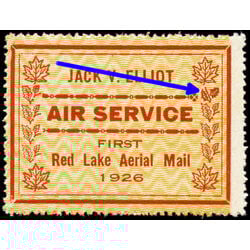 JACK V. ELLIOT
AIR SERVICE
FIRST
Red Lake Aerial Mail
1926